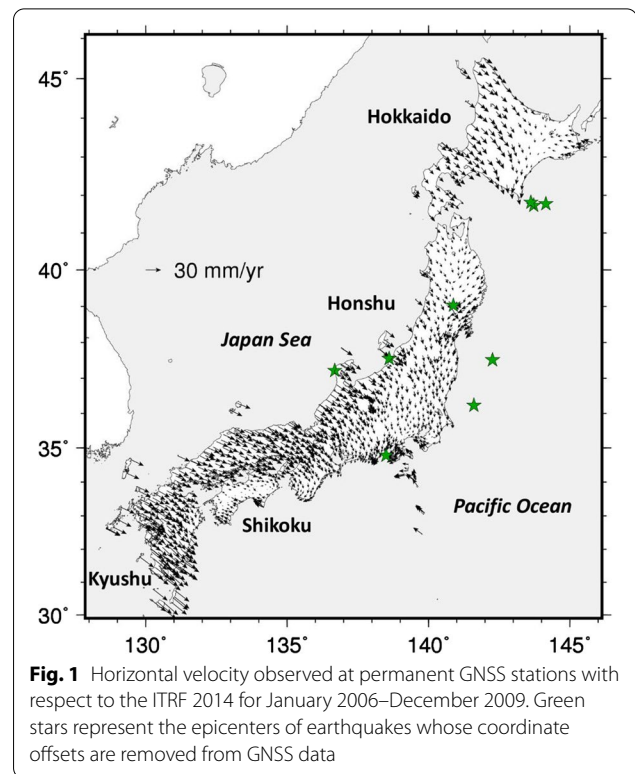 45°
Hokkaido
40°
30 mm/yr
Honshu
Japan Sea
35°
Pacific Ocean
Shikoku
Kyushu
30°
130° 135° 140° 145°
Fig. 1 Horizontal velocity observed at permanent GNSS stations with
respect to the ITRF 2014 for January 2006–December 2009. Green
stars represent the epicenters of earthquakes whose coordinate
offsets are removed from GNSS data